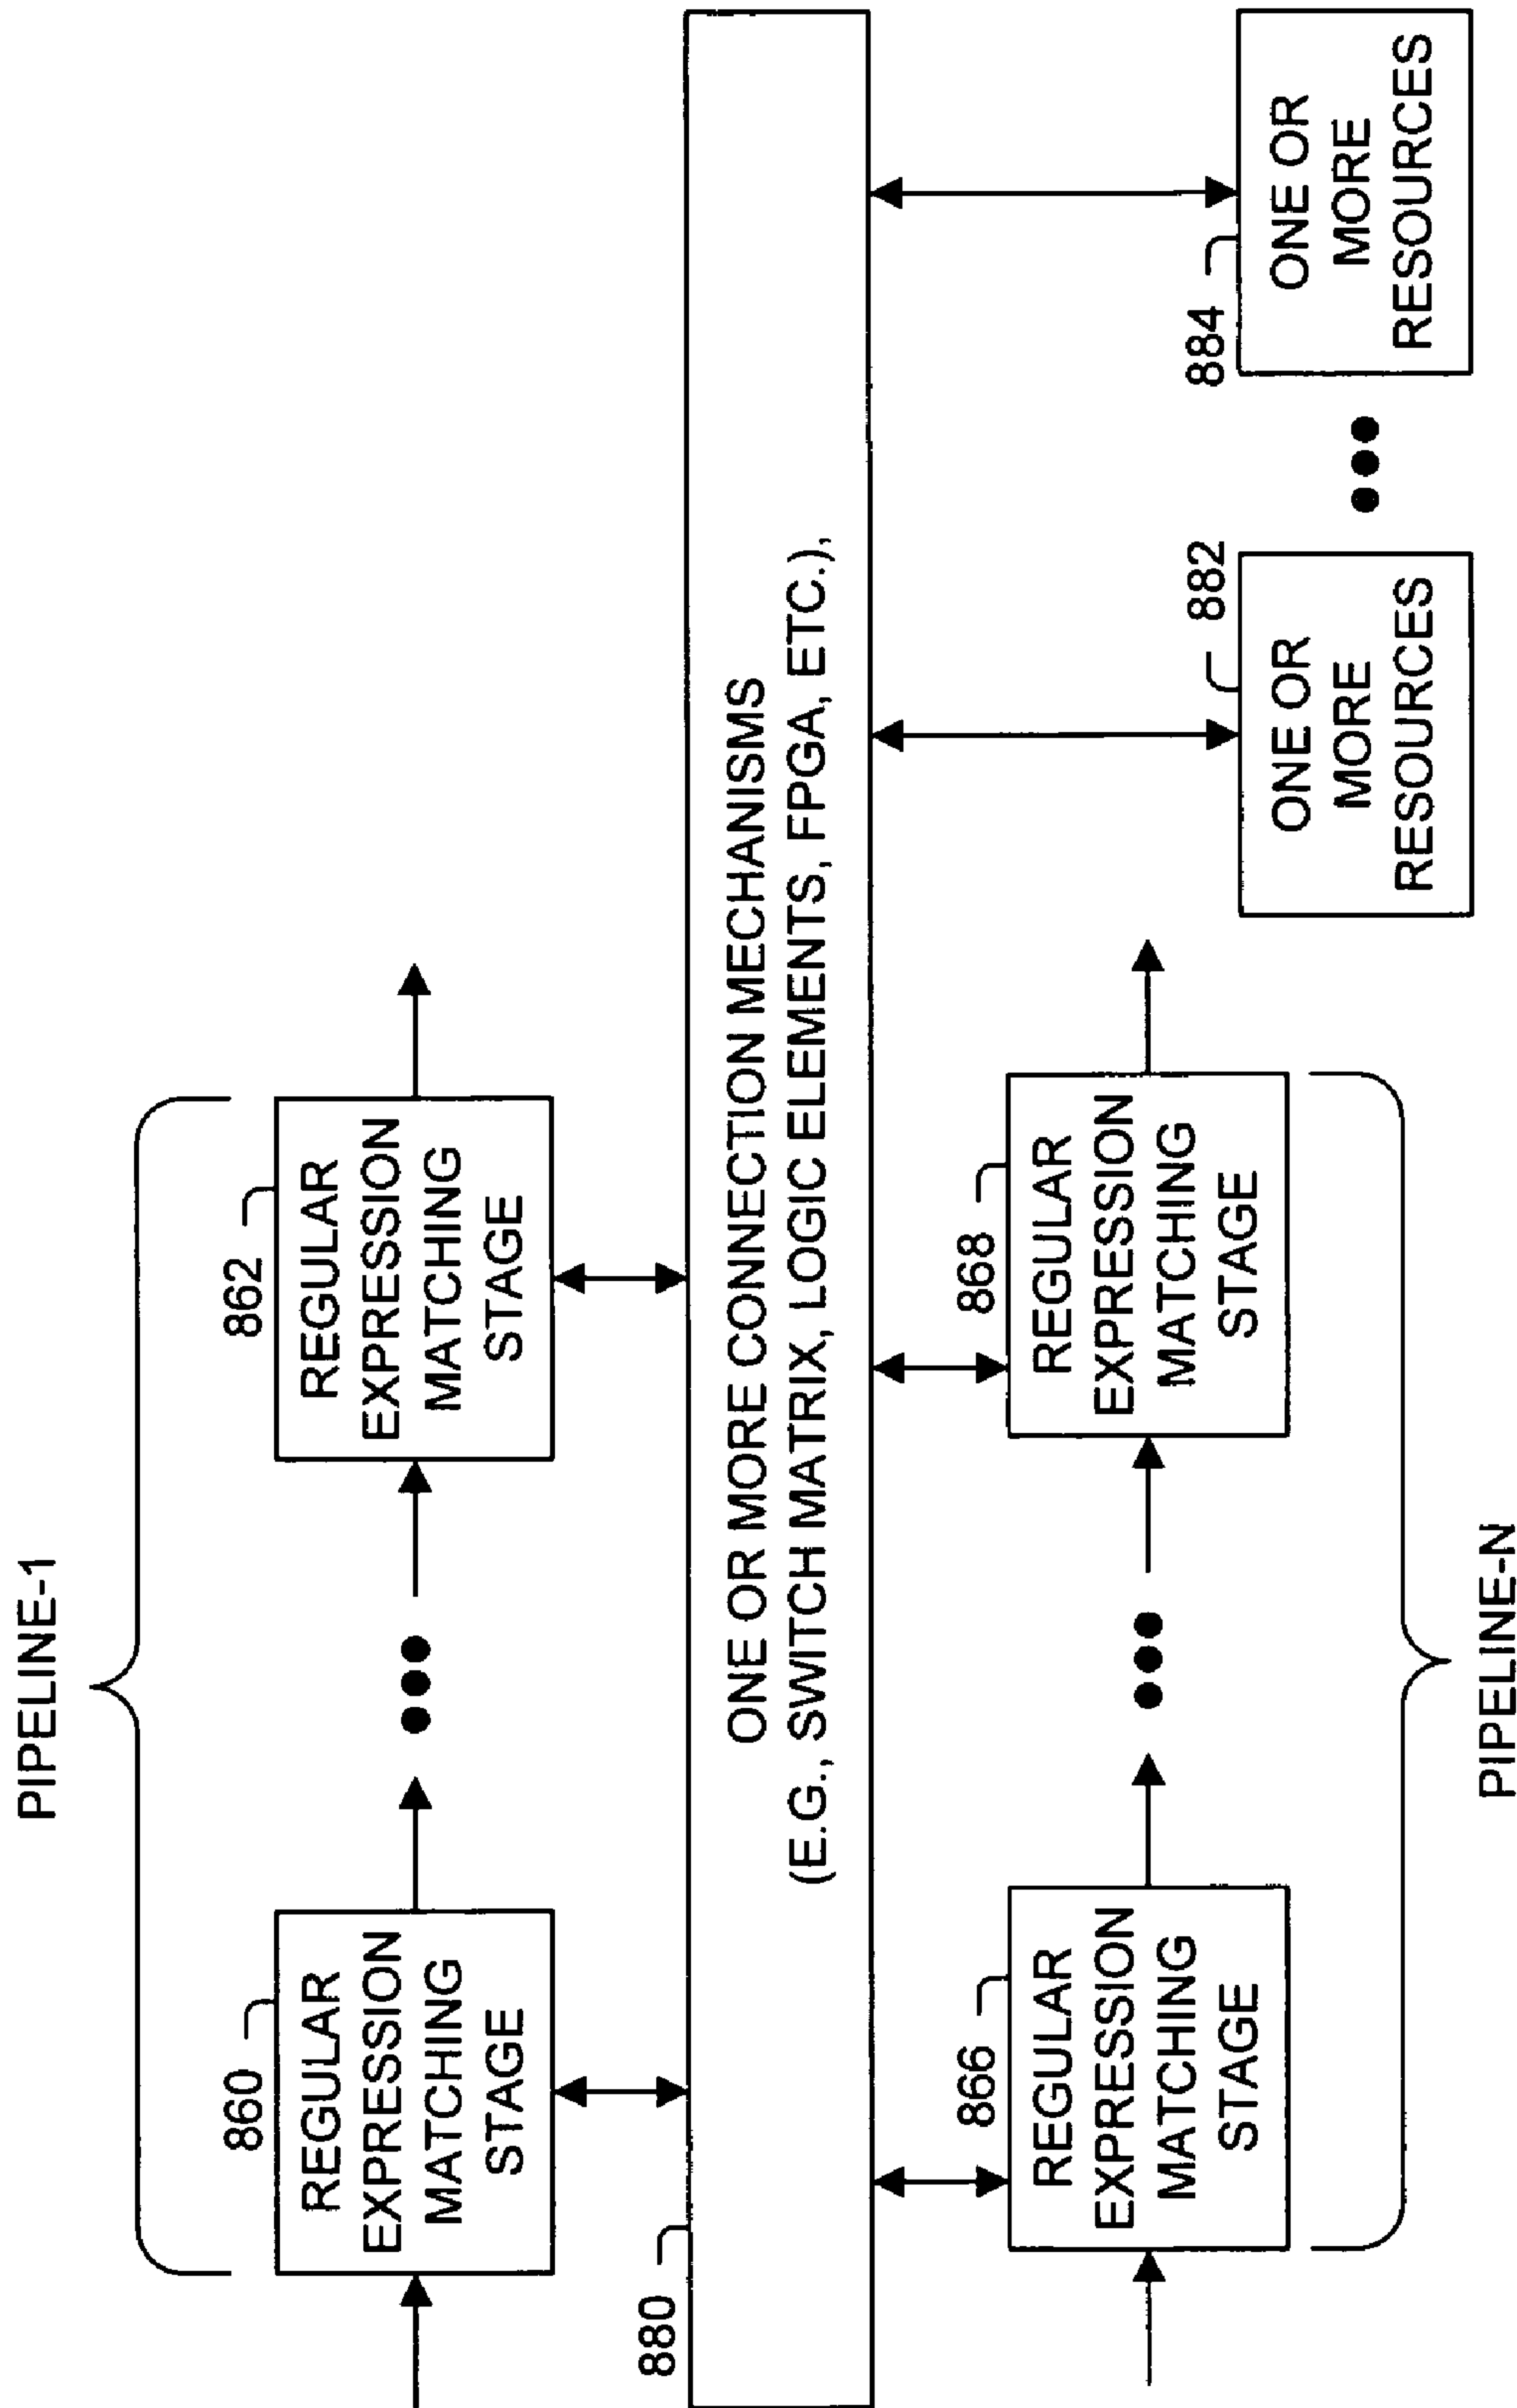 PIPELINE-1
860
REGULAR
EXPRESSION
MATCHING
STAGE
862
REGULAR
EXPRESSION
MATCHING
STAGE
880
ONE OR MORE CONNECTION MECHANISMS
(E.G., SWITCH MATRIX, LOGIC ELEMENTS, FPGA, ETC.),
866
REGULAR
EXPRESSION
MATCHING
STAGE
868
REGULAR
EXPRESSION
MATCHING
STAGE
882
ONE OR
MORE
RESOURCES
884
ONE OR
MORE
RESOURCES
PIPELINE-N